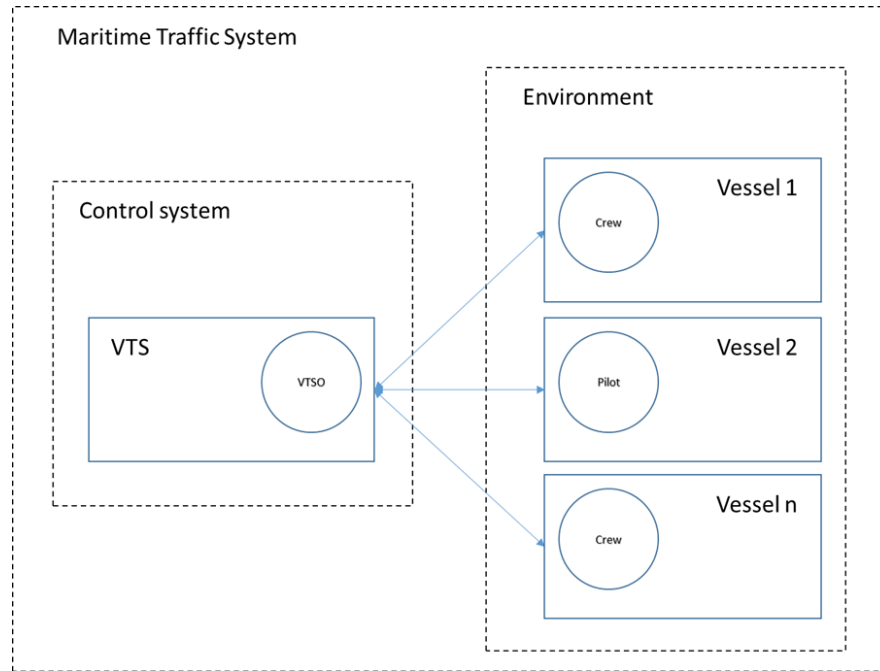 Maritime Traffic System
Environment
Control system
Vessel 1
Crew
VTS
VTSO
Vessel 2
Pilot
Vessel n
Crew